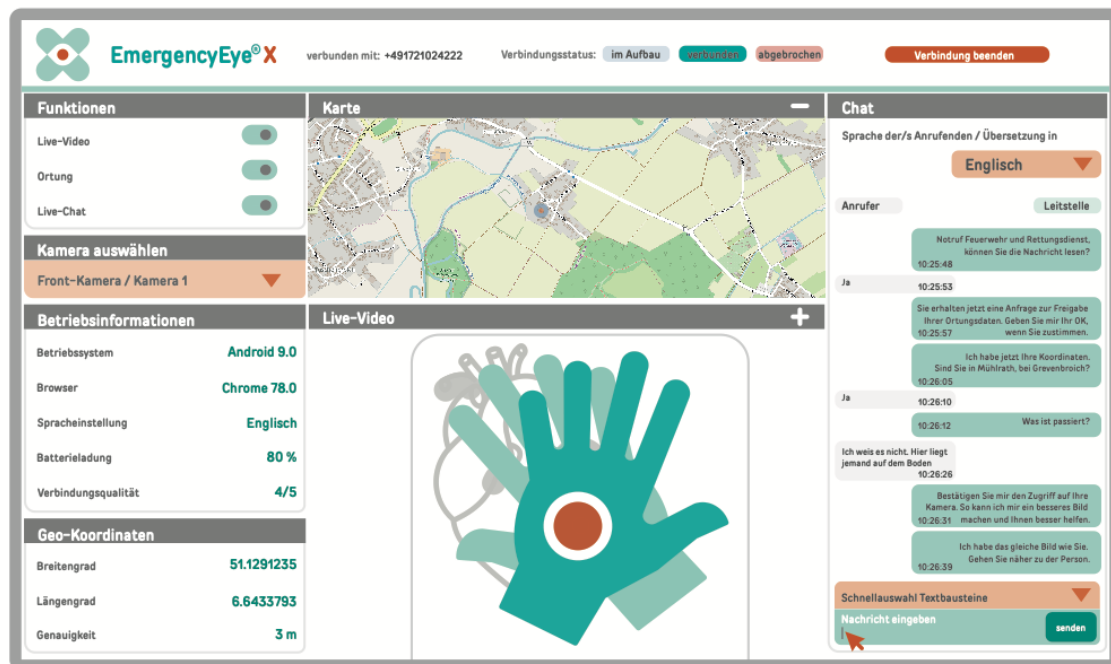 EmergencyEye® X
verbunden mit: +491721024222
Verbindungsstatus: im Aufbau verbunden abgebrochen
Verbindung beenden
Funktionen
Live-Video
Ortung
Live-Chat
Kamera auswählen
Front-Kamera / Kamera 1
Betriebsinformationen
Betriebssystem Android 9.0
Browser Chrome 78.0
Spracheinstellung Englisch
Batterieladung 80 %
Verbindungsqualität 4/5
Geo-Koordinaten
Breitengrad 51.1291235
Längengrad 6.6433793
Genauigkeit 3 m
Karte
Live-Video
Chat
Sprache der/s Anrufenden / Übersetzung in
Englisch
Anrufer Leitstelle
Notruf Feuerwehr und Rettungsdienst,
können Sie die Nachricht lesen?
10:25:48
Ja
10:25:53
Sie erhalten jetzt eine Anfrage zur Freigabe
Ihrer Ortungsdaten. Geben Sie mir Ihr OK,
10:25:57 wenn Sie zustimmen.
Ich habe jetzt Ihre Koordinaten.
Sind Sie in Mühlrath, bei Grevenbroich?
10:26:05
Ja
10:26:10
Was ist passiert?
10:26:12
Ich weis es nicht. Hier liegt
jemand auf dem Boden
10:26:26
Bestätigen Sie mir den Zugriff auf Ihre
Kamera. So kann ich mir ein besseres Bild
10:26:31 machen und Ihnen besser helfen.
Ich habe das gleiche Bild wie Sie.
Gehen Sie näher zu der Person.
10:26:39
Schnellauswahl Textbausteine
Nachricht eingeben
senden